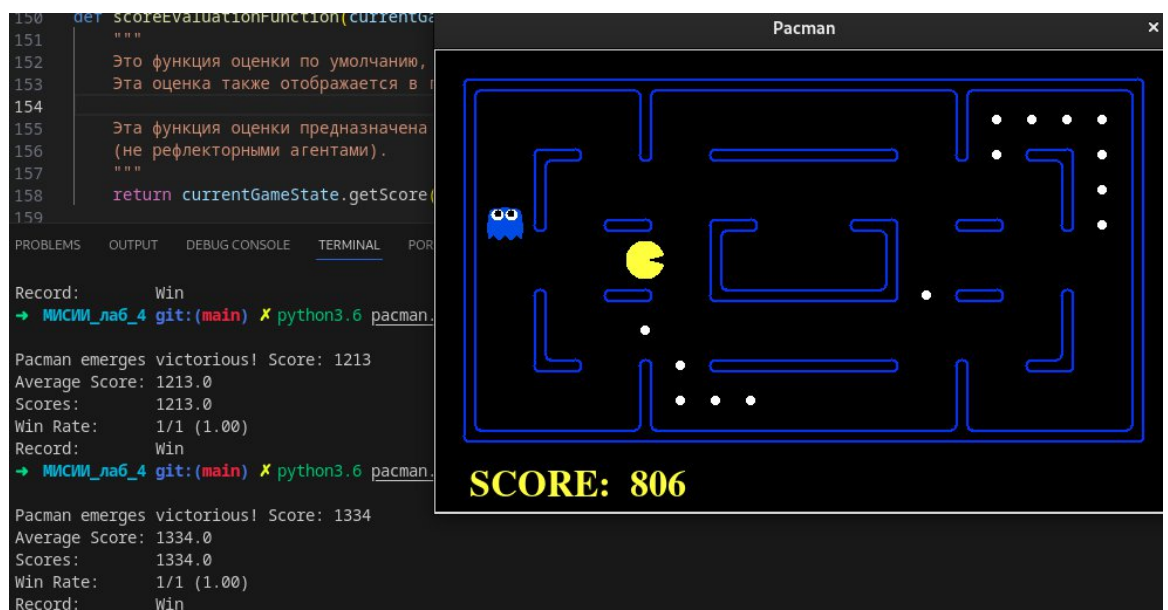 150 def scoreEvaluationFunction(currentGa
151 """
152 Это функция оценки по умолчанию,
153 Эта оценка также отображается в г
154
155 Эта функция оценки предназначена
156 (не рефлекторными агентами).
157 """
158 return currentGameState.getScore(
159
PROBLEMS OUTPUT DEBUG CONSOLE TERMINAL POR
Record: Win
➜ МИСИИ_лаб_4 git:(main) ✗ python3.6 pacman.
Pacman emerges victorious! Score: 1213
Average Score: 1213.0
Scores: 1213.0
Win Rate: 1/1 (1.00)
Record: Win
➜ МИСИИ_лаб_4 git:(main) ✗ python3.6 pacman.
Pacman emerges victorious! Score: 1334
Average Score: 1334.0
Scores: 1334.0
Win Rate: 1/1 (1.00)
Record: Win
Pacman ×
SCORE: 806